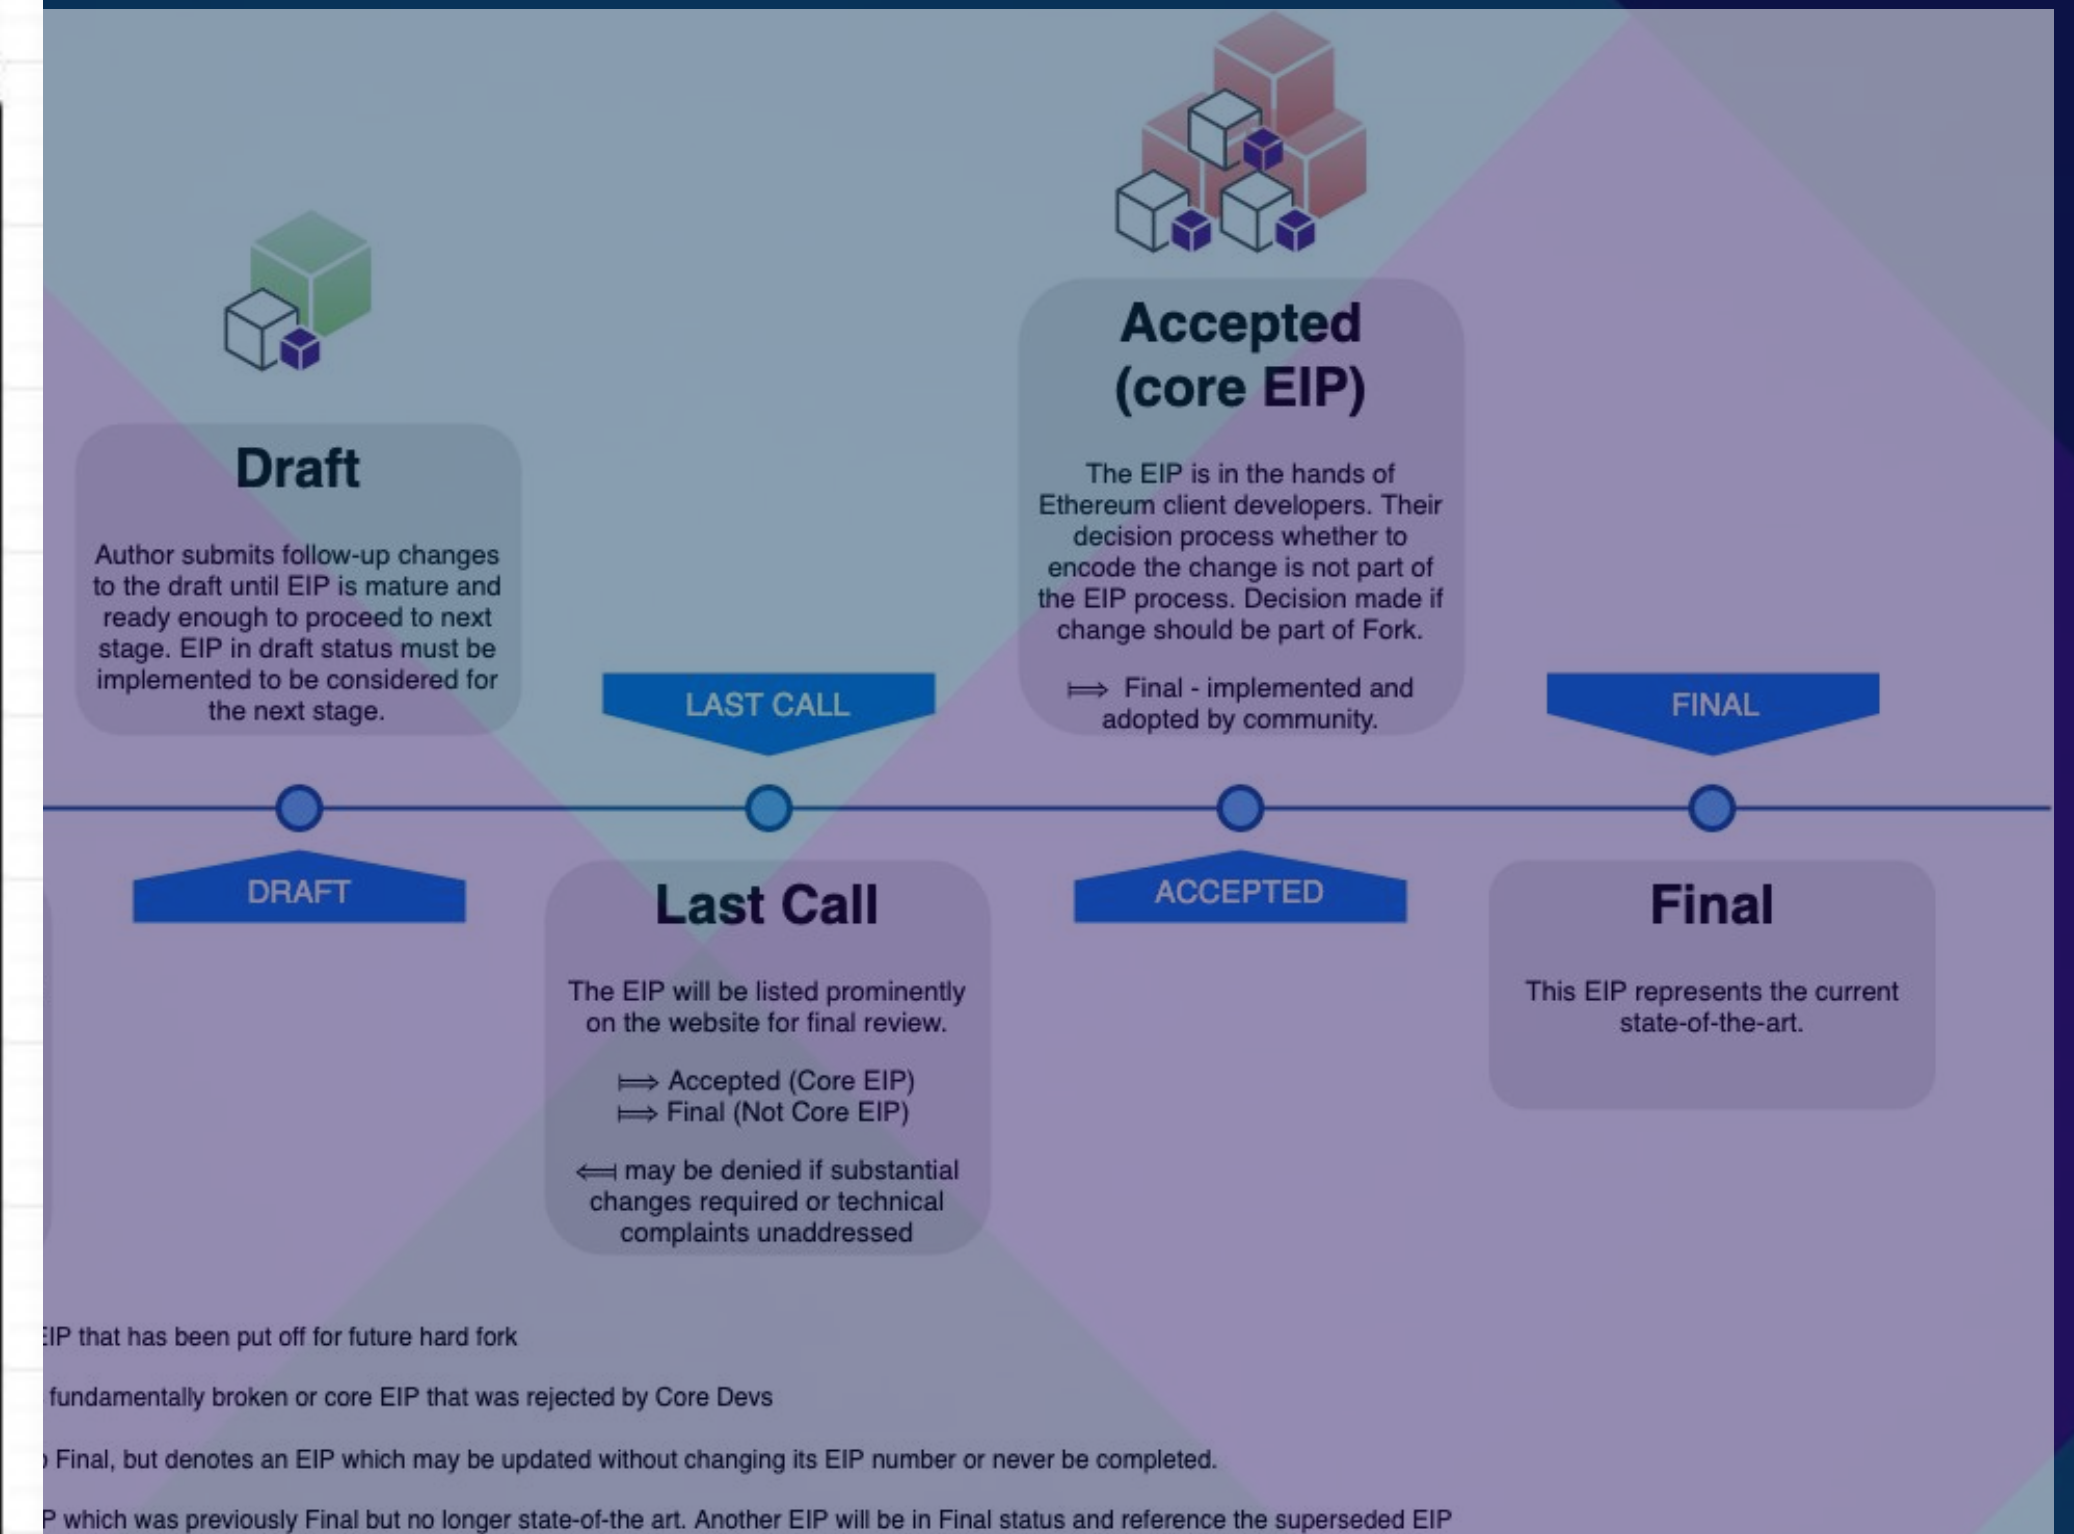 Draft
Author submits follow-up changes
to the draft until EIP is mature and
ready enough to proceed to next
stage. EIP in draft status must be
implemented to be considered for
the next stage.
DRAFT
LAST CALL
Last Call
The EIP will be listed prominently
on the website for final review.
⟾ Accepted (Core EIP)
⟾ Final (Not Core EIP)
⟽ may be denied if substantial
changes required or technical
complaints unaddressed
Accepted
(core EIP)
The EIP is in the hands of
Ethereum client developers. Their
decision process whether to
encode the change is not part of
the EIP process. Decision made if
change should be part of Fork.
⟾ Final - implemented and
adopted by community.
ACCEPTED
FINAL
Final
This EIP represents the current
state-of-the-art.
EIP that has been put off for future hard fork
fundamentally broken or core EIP that was rejected by Core Devs
Final, but denotes an EIP which may be updated without changing its EIP number or never be completed.
P which was previously Final but no longer state-of-the art. Another EIP will be in Final status and reference the superseded EIP